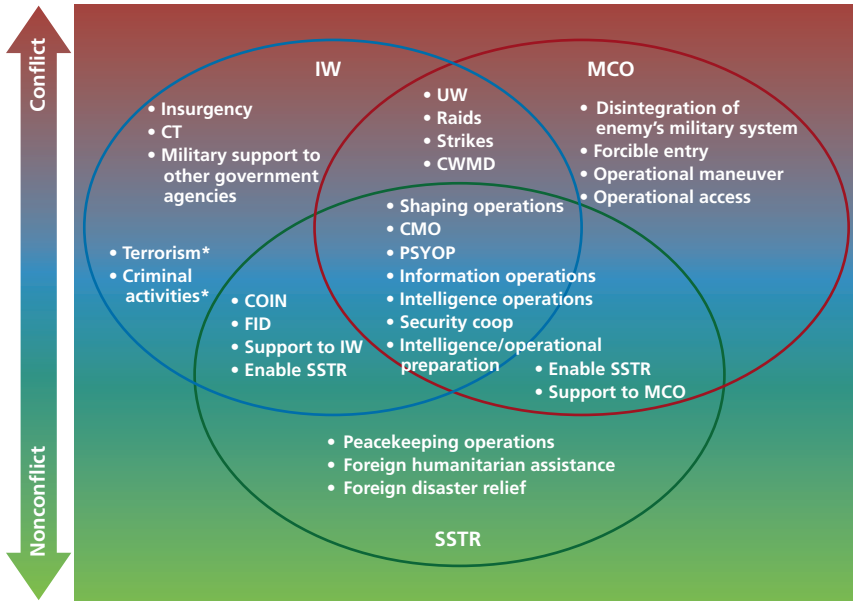 Conflict
Nonconflict
IW
• Insurgency
• CT
• Military support to
other government
agencies
• Terrorism*
• Criminal
activities*
• UW
• Raids
• Strikes
• CWMD
MCO
• Disintegration of
enemy's military system
• Forcible entry
• Operational maneuver
• Operational access
• Shaping operations
• CMO
• PSYOP
• Information operations
• Intelligence operations
• Security coop
• Intelligence/operational
preparation
• COIN
• FID
• Support to IW
• Enable SSTR
• Enable SSTR
• Support to MCO
• Peacekeeping operations
• Foreign humanitarian assistance
• Foreign disaster relief
SSTR